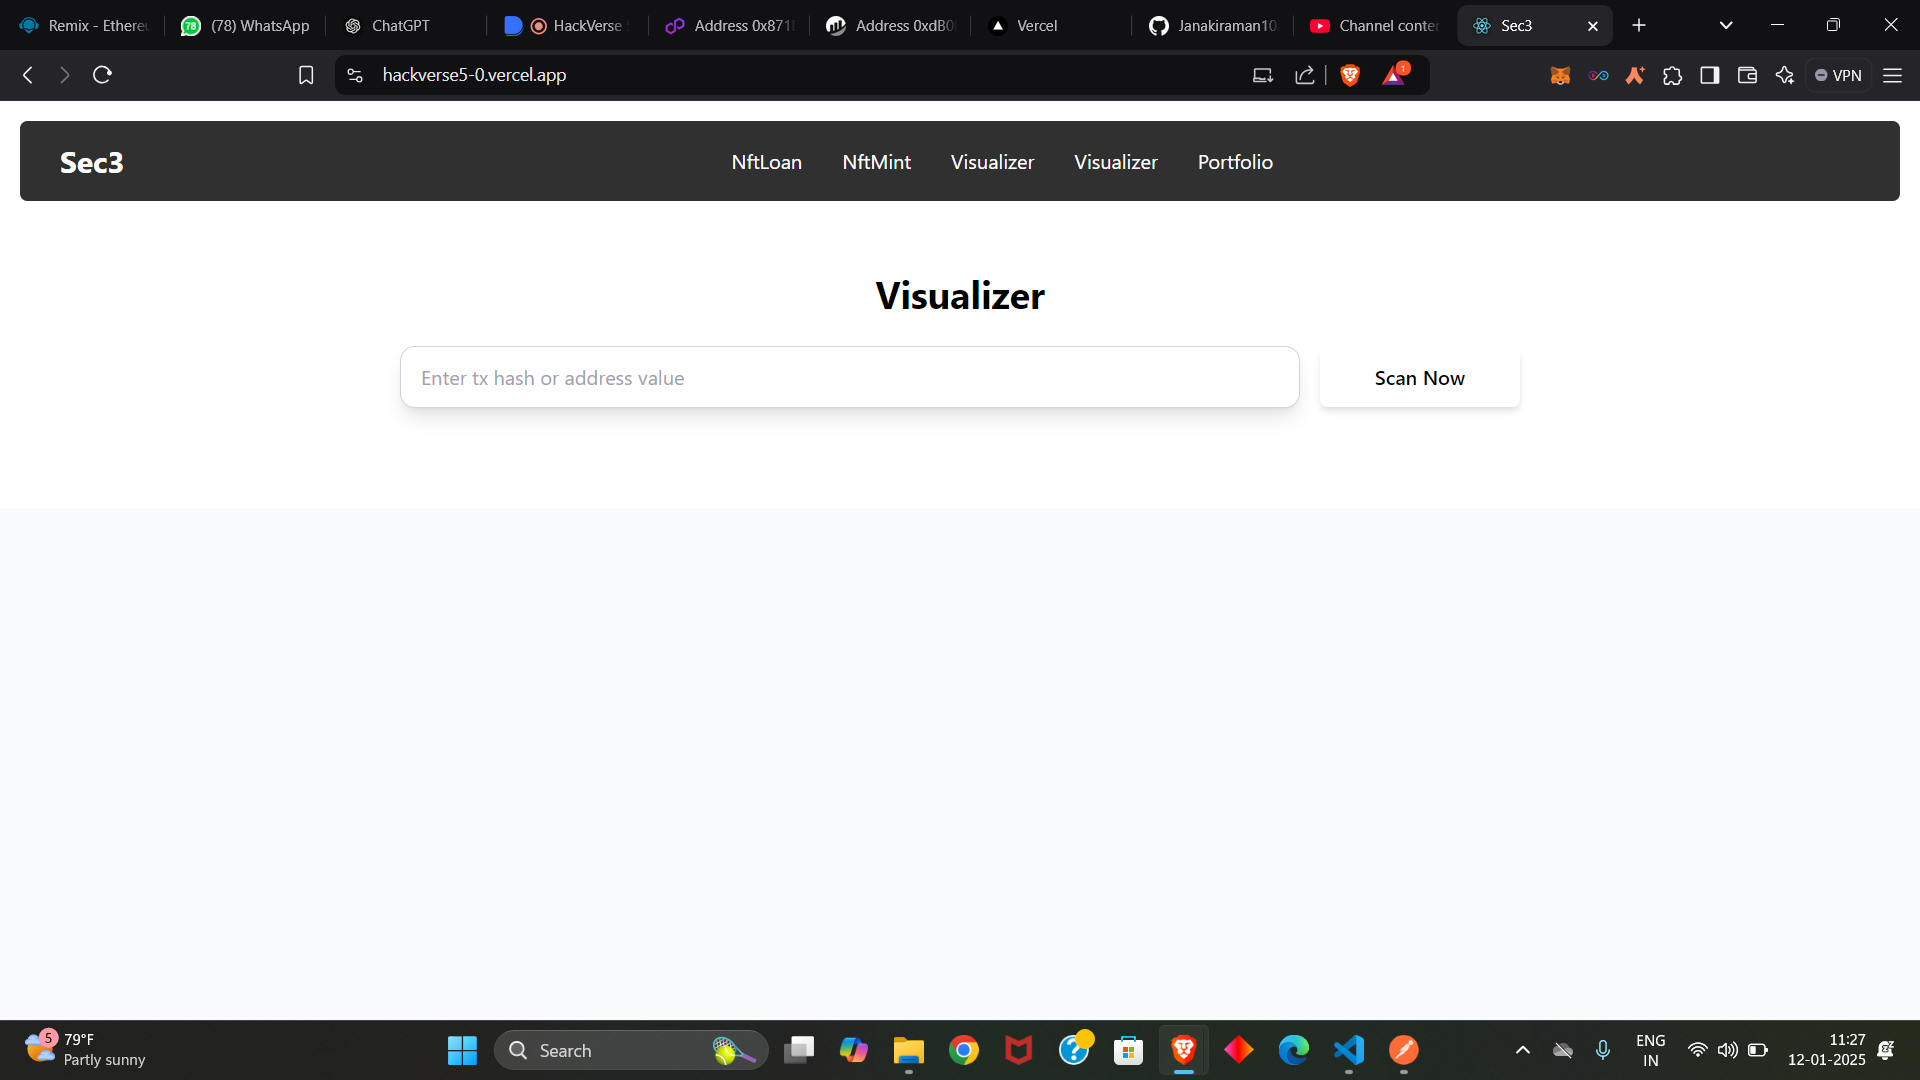 Remix - Ethere
(78) WhatsApp
ChatGPT
HackVerse
Address 0x871
Address 0xdB0
Vercel
Janakiraman10
Channel conte
Sec3
hackverse5-0.vercel.app
1
VPN
Sec3
NftLoan
NftMint
Visualizer
Visualizer
Portfolio
Visualizer
Enter tx hash or address value
Scan Now
5
79°F
Partly sunny
Search
ENG
IN
11:27
12-01-2025